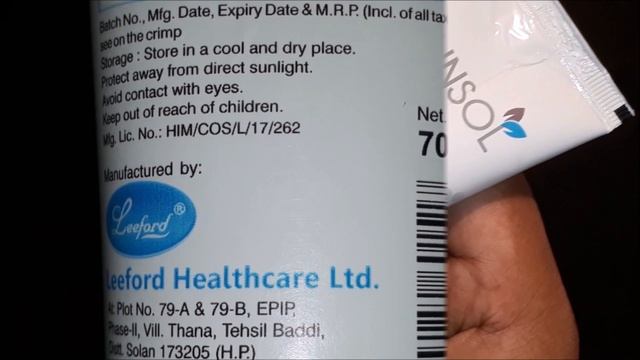 Batch No., Mfg. Date, Expiry Date & M.R.P. (Incl. of all
see on the crimp
Storage : Store in a cool and dry place.
Protect away from direct sunlight.
Avoid contact with eyes.
Keep out of reach of children.
Mfg. Lic. No.: HIM/COS/L/17/262
Manufactured by:
Leeford®
Leeford Healthcare Ltd.
At: Plot No. 79-A & 79-B, EPIP,
Phase-II, Vill. Thana, Tehsil Baddi,
Distt. Solan 173205 (H.P.)
Net.
70
NSOL